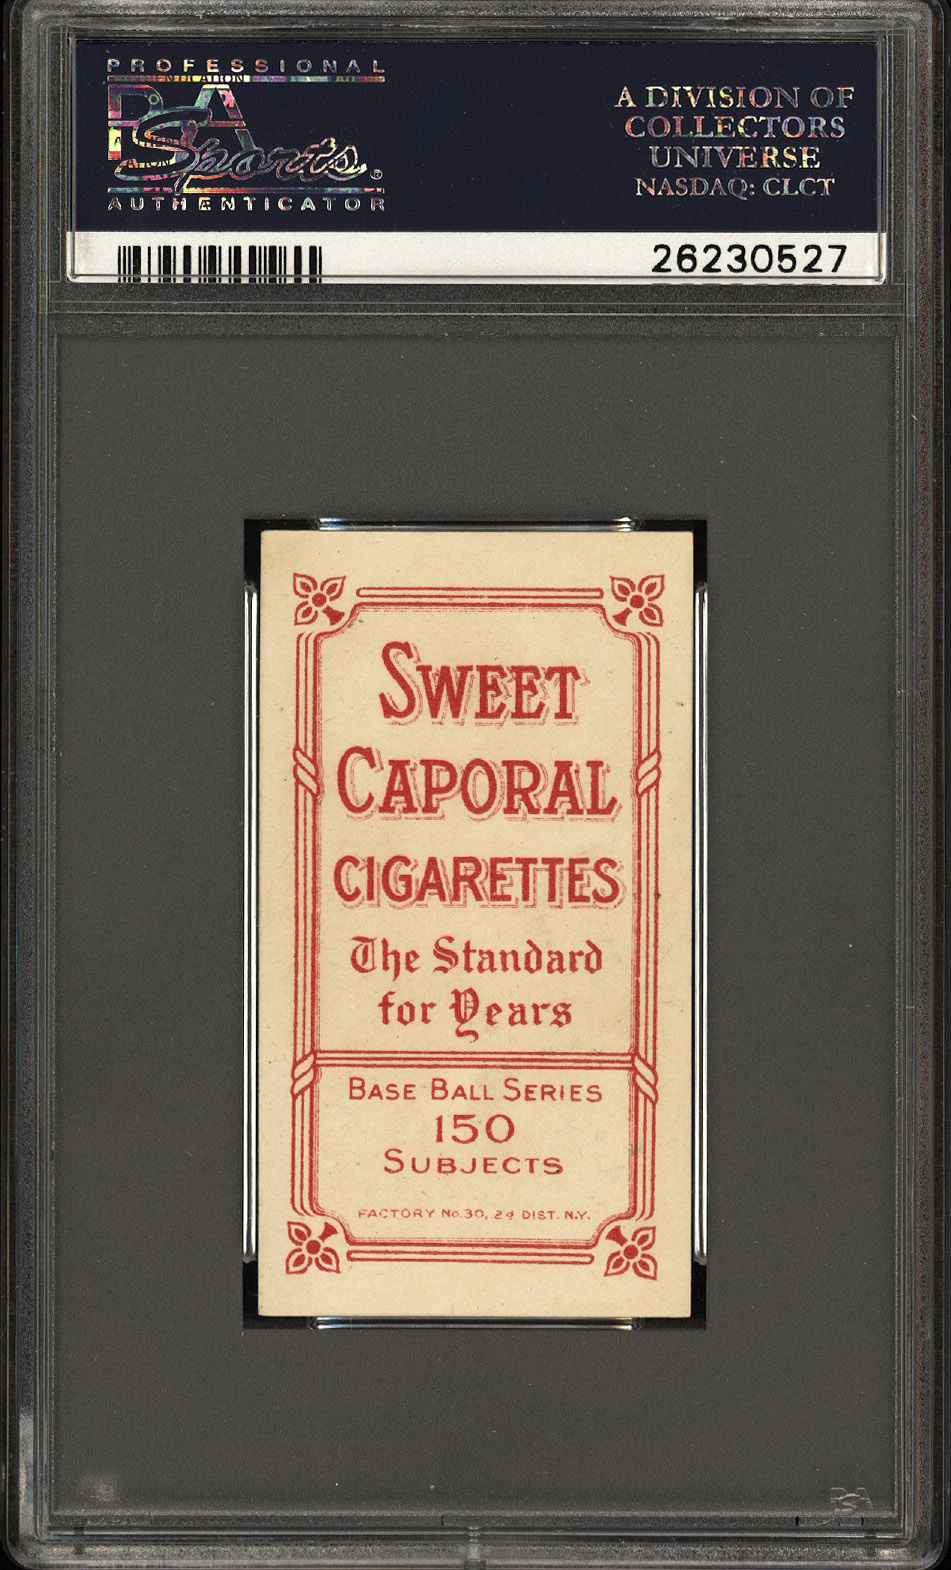 PROFESSIONAL
PSA
Sports®
AUTHENTICATOR
A DIVISION OF
COLLECTORS
UNIVERSE
NASDAQ: CLCT
26230527
SWEET
CAPORAL
CIGARETTES
The Standard
for Years
BASE BALL SERIES
150
SUBJECTS
FACTORY No. 30, 2d DIST. N.Y.
PSA